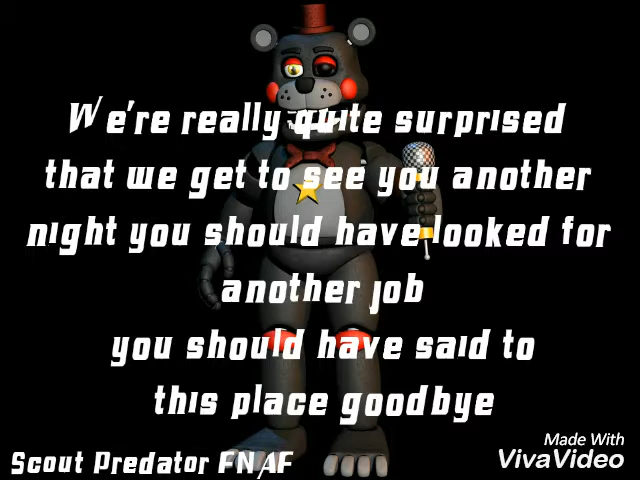 We're really quite surprised
that we get to see you another
night you should have looked for
another job
you should have said to
this place goodbye
Made With
Scout Predator FNAF
VivaVideo